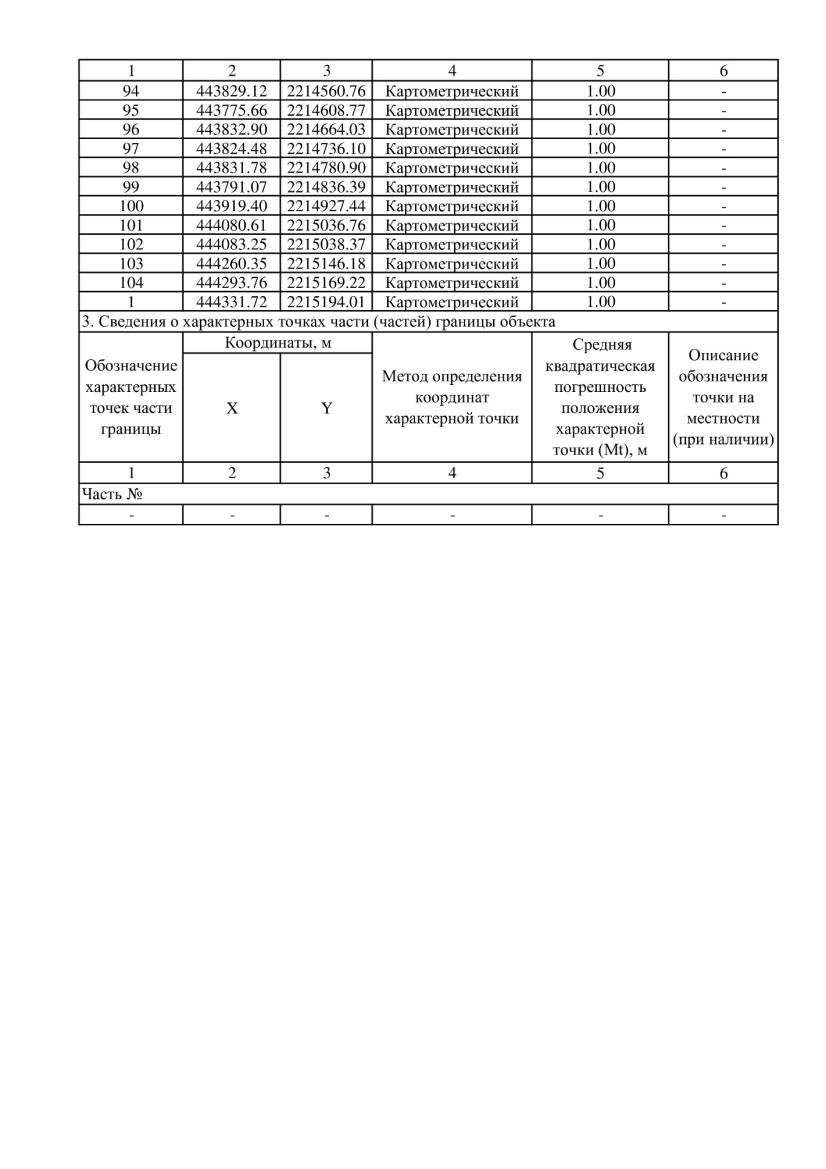 1 2 3 4 5 6
94 443829.12 2214560.76 Картометрический 1.00 -
95 443775.66 2214608.77 Картометрический 1.00 -
96 443832.90 2214664.03 Картометрический 1.00 -
97 443824.48 2214736.10 Картометрический 1.00 -
98 443831.78 2214780.90 Картометрический 1.00 -
99 443791.07 2214836.39 Картометрический 1.00 -
100 443919.40 2214927.44 Картометрический 1.00 -
101 444080.61 2215036.76 Картометрический 1.00 -
102 444083.25 2215038.37 Картометрический 1.00 -
103 444260.35 2215146.18 Картометрический 1.00 -
104 444293.76 2215169.22 Картометрический 1.00 -
1 444331.72 2215194.01 Картометрический 1.00 -
3. Сведения о характерных точках части (частей) границы объекта
Обозначение
характерных
точек части
границы
Координаты, м
X Y
Метод определения
координат
характерной точки
Средняя
квадратическая
погрешность
положения
характерной
точки (Mt), м
Описание
обозначения
точки на
местности
(при наличии)
1 2 3 4 5 6
Часть №
- - - - - -